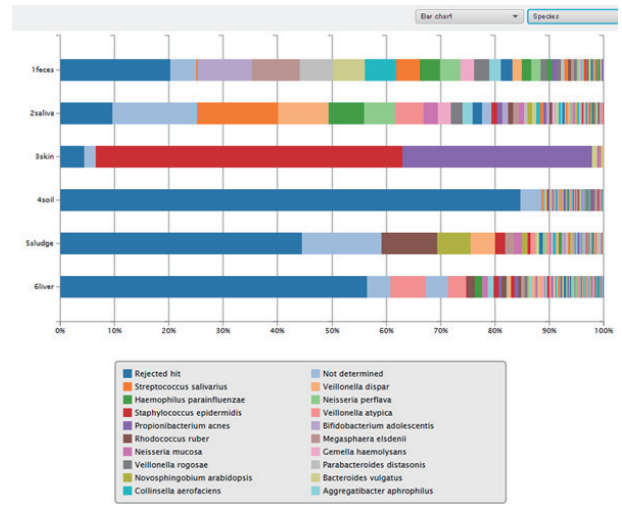 Bar chart Species
1feces
2saliva
3skin
4soil
5sludge
6liver
0% 10% 20% 30% 40% 50% 60% 70% 80% 90% 100%
Rejected hit Not determined
Streptococcus salivarius Veillonella dispar
Haemophilus parainfluenzae Neisseria perflava
Staphylococcus epidermidis Veillonella atypica
Propionibacterium acnes Bifidobacterium adolescentis
Rhodococcus ruber Megasphaera elsdenii
Neisseria mucosa Gemella haemolysans
Veillonella rogosae Parabacteroides distasonis
Novosphingobium arabidopsis Bacteroides vulgatus
Collinsella aerofaciens Aggregatibacter aphrophilus